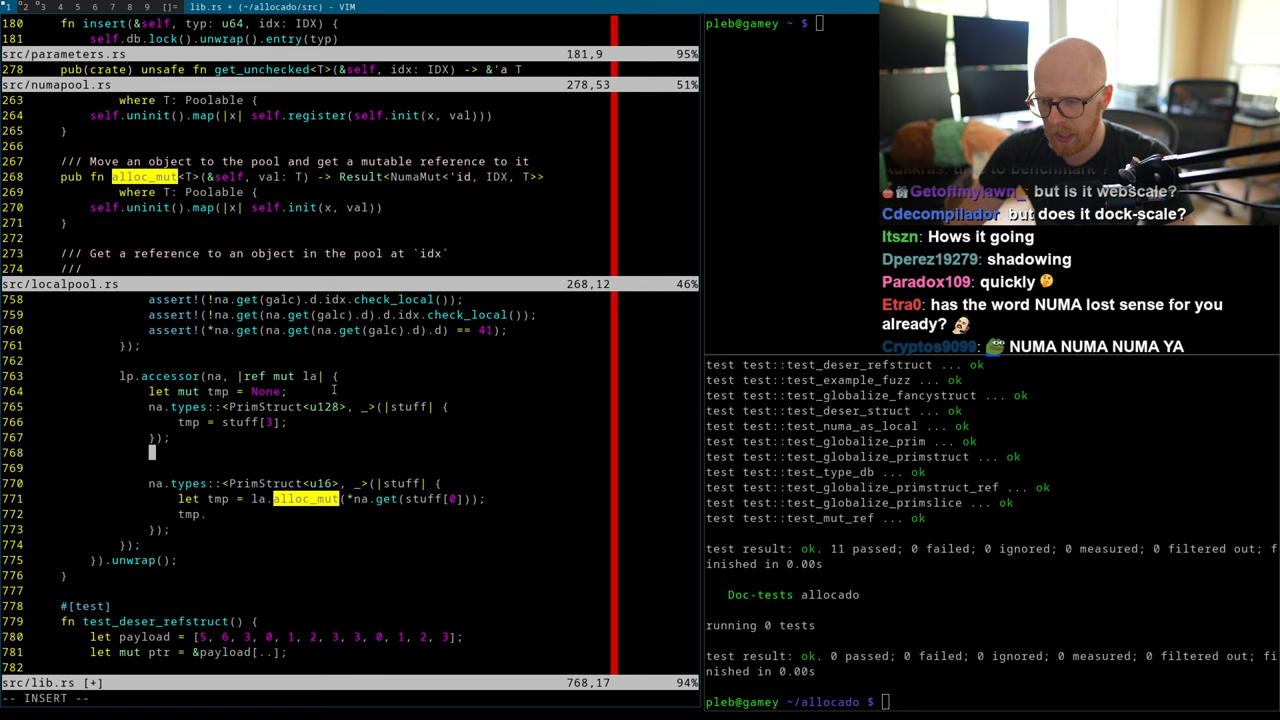 1 2 3 4 5 6 7 8 9 []= lib.rs + (~/allocado/src) - VIM
180     fn insert(&self, typ: u64, idx: IDX) {
181         self.db.lock().unwrap().entry(typ)
src/parameters.rs 181,9 95%
278     pub(crate) unsafe fn get_unchecked<T>(&self, idx: IDX) -> &'a T
src/numapool.rs 278,53 51%
263             where T: Poolable {
264         self.uninit().map(|x| self.register(self.init(x, val)))
265     }
266
267     /// Move an object to the pool and get a mutable reference to it
268     pub fn alloc_mut<T>(&self, val: T) -> Result<NumaMut<'id, IDX, T>>
269             where T: Poolable {
270         self.uninit().map(|x| self.init(x, val))
271     }
272
273     /// Get a reference to an object in the pool at `idx`
274     ///
src/localpool.rs 268,12 46%
758                 assert!(!na.get(galc).d.idx.check_local());
759                 assert!(!na.get(na.get(galc).d).d.idx.check_local());
760                 assert!(*na.get(na.get(na.get(galc).d).d) == 41);
761             });
762
763             lp.accessor(na, |ref mut la| {
764                 let mut tmp = None;
765                 na.types::<PrimStruct<u128>, _>(|stuff| {
766                     tmp = stuff[3];
767                 });
768
769
770                 na.types::<PrimStruct<u16>, _>(|stuff| {
771                     let tmp = la.alloc_mut(*na.get(stuff[0]));
772                     tmp.
773                 });
774             });
775         }).unwrap();
776     }
777
778     #[test]
779     fn test_deser_refstruct() {
780         let payload = [5, 6, 3, 0, 1, 2, 3, 3, 0, 1, 2, 3];
781         let mut ptr = &payload[..];
782
src/lib.rs [+] 768,17 94%
-- INSERT --
pleb@gamey ~ $
Getoffmylawn_: but is it webscale?
Cdecompilador: but does it dock-scale?
Itszn: Hows it going
Dperez19279: shadowing
Paradox109: quickly
Etra0: has the word NUMA lost sense for you
already?
Cryptos9099: NUMA NUMA NUMA YA
test test::test_deser_refstruct ... ok
test test::test_example_fuzz ... ok
test test::test_globalize_fancystruct ... ok
test test::test_deser_struct ... ok
test test::test_numa_as_local ... ok
test test::test_globalize_prim ... ok
test test::test_globalize_primstruct ... ok
test test::test_type_db ... ok
test test::test_globalize_primstruct_ref ... ok
test test::test_globalize_primslice ... ok
test test::test_mut_ref ... ok
test result: ok. 11 passed; 0 failed; 0 ignored; 0 measured; 0 filtered out; f
inished in 0.00s
Doc-tests allocado
running 0 tests
test result: ok. 0 passed; 0 failed; 0 ignored; 0 measured; 0 filtered out; fi
nished in 0.00s
pleb@gamey ~/allocado $